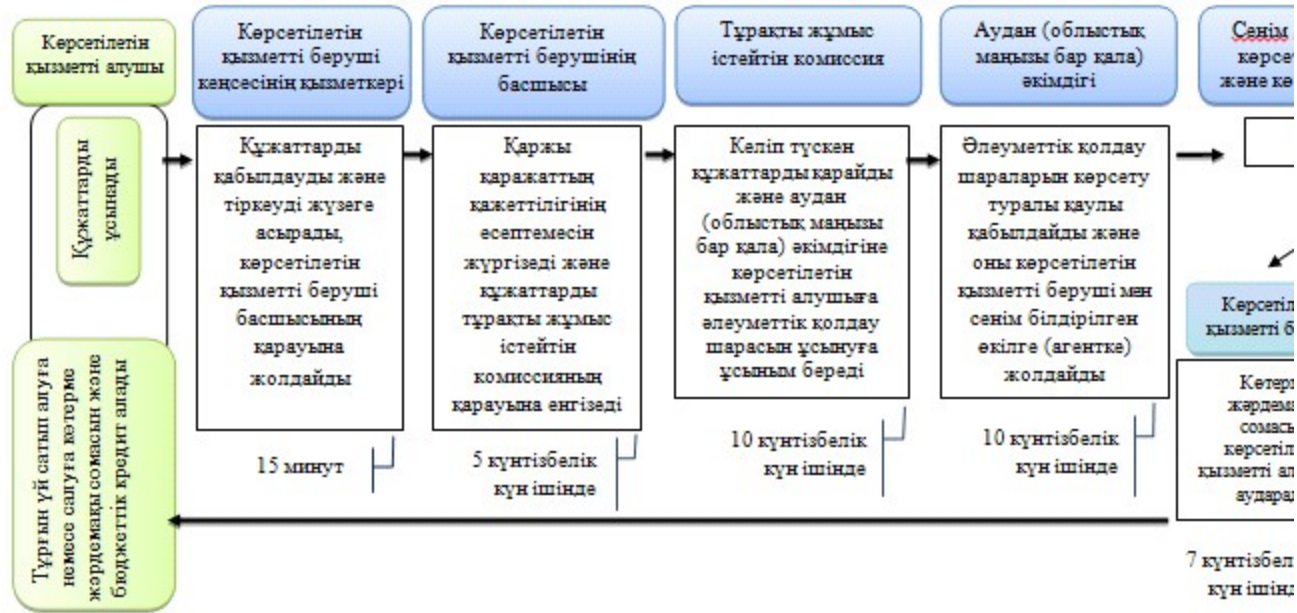 Көрсетілетін
қызметті алушы
Көрсетілетін
қызметті беруші
кеңсесінің қызметкері
Көрсетілетін
қызметті берушінің
басшысы
Тұрақты жұмыс
істейтін комиссия
Аудан (облыстық
маңызы бар қала)
әкімдігі
Сенім
және
Құжаттарды
ұсынады
Құжаттарды
қабылдауды және
тіркеуді жүзеге
асырады,
көрсетілетін
қызметті беруші
басшысының
қарауына
жолдайды
15 минут
Қаржы
қаражаттың
қажеттілігінің
есептемесін
жүргізеді және
құжаттарды
тұрақты жұмыс
істейтін
комиссияның
қарауына енгізеді
5 күнтізбелік
күн ішінде
Келіп түскен
құжаттарды қарайды
және аудан
(облыстық маңызы
бар қала) әкімдігіне
көрсетілетін
қызметті алушыға
әлеуметтік қолдау
шарасын ұсынуға
ұсыным береді
10 күнтізбелік
күн ішінде
Әлеуметтік қолдау
шараларын көрсету
туралы қаулы
қабылдайды және
оны көрсетілетін
қызметті беруші мен
сенім білдірілген
өкілге (агентке)
жолдайды
10 күнтізбелік
күн ішінде
қызметті
қызметті
7
күн
Тұрғын үй сатып алуға
немесе салуға көтерме
жәрдемақы сомасын және
бюджеттік кредит алады